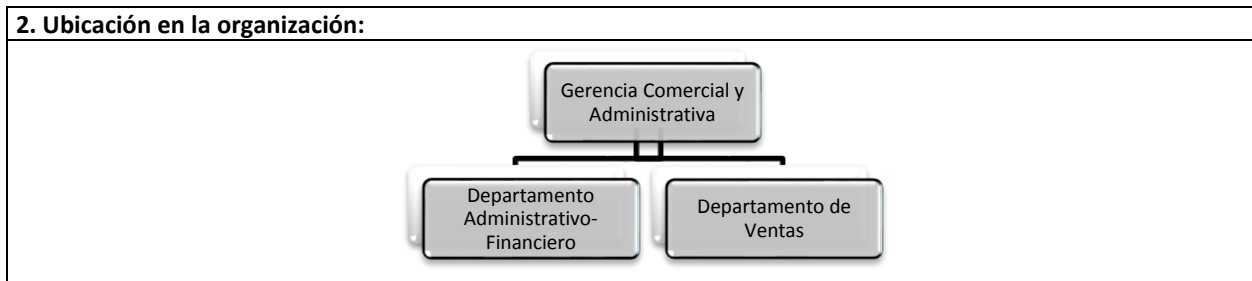 2. Ubicación en la organización:
Gerencia Comercial y
Administrativa
Departamento
Administrativo-
Financiero
Departamento de
Ventas